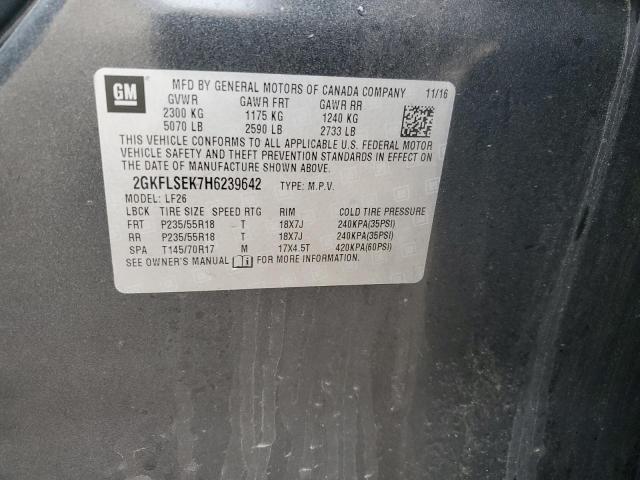 GM
MFD BY GENERAL MOTORS OF CANADA COMPANY 11/16
GVWR GAWR FRT GAWR RR
2300 KG 1175 KG 1240 KG
5070 LB 2590 LB 2733 LB
THIS VEHICLE CONFORMS TO ALL APPLICABLE U.S. FEDERAL MOTOR
VEHICLE SAFETY AND THEFT PREVENTION STANDARDS IN EFFECT ON
THE DATE OF MANUFACTURE SHOWN ABOVE.
2GKFLSEK7H6239642 TYPE: M.P.V.
MODEL: LF26
LBCK TIRE SIZE SPEED RTG RIM COLD TIRE PRESSURE
FRT P235/55R18 T 18X7J 240KPA(35PSI)
RR P235/55R18 T 18X7J 240KPA(35PSI)
SPA T145/70R17 M 17X4.5T 420KPA(60PSI)
SEE OWNER'S MANUAL FOR MORE INFORMATION.